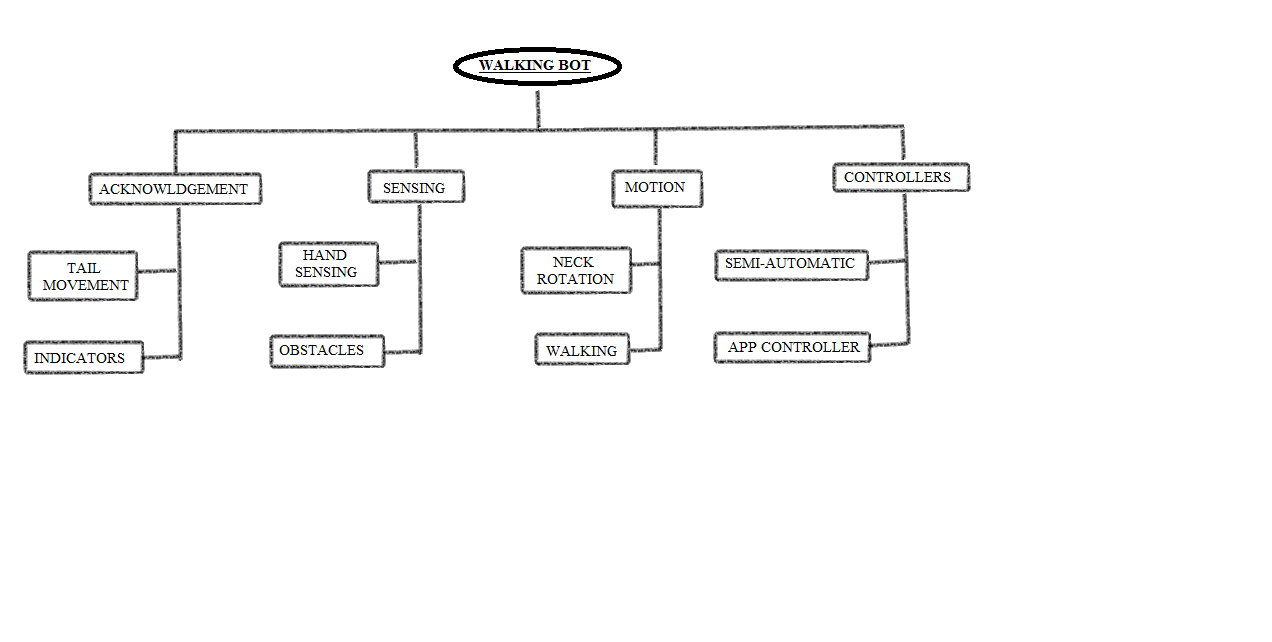 WALKING BOT
ACKNOWLDGEMENT
SENSING
MOTION
CONTROLLERS
TAIL
MOVEMENT
HAND
SENSING
NECK
ROTATION
SEMI-AUTOMATIC
INDICATORS
OBSTACLES
WALKING
APP CONTROLLER